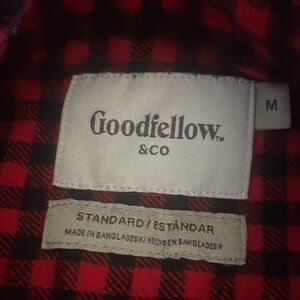 Goodfellow™
&CO
M
STANDARD / ESTÁNDAR
MADE IN BANGLADESH / HECHO EN BANGLADESH